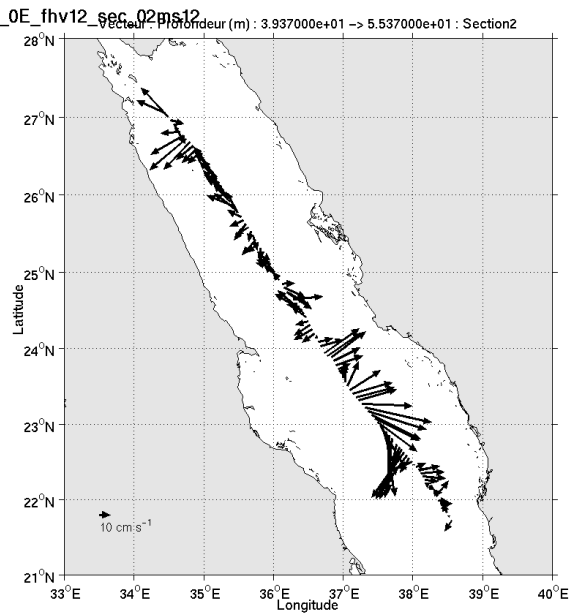 _0E_fhv12_sec_02ms12
Vecteur : Profondeur (m) : 3.937000e+01 −> 5.537000e+01 : Section2
28°N
27°N
26°N
25°N
24°N
23°N
22°N
21°N
Latitude
10 cm s⁻¹
33°E 34°E 35°E 36°E 37°E 38°E 39°E 40°E
Longitude